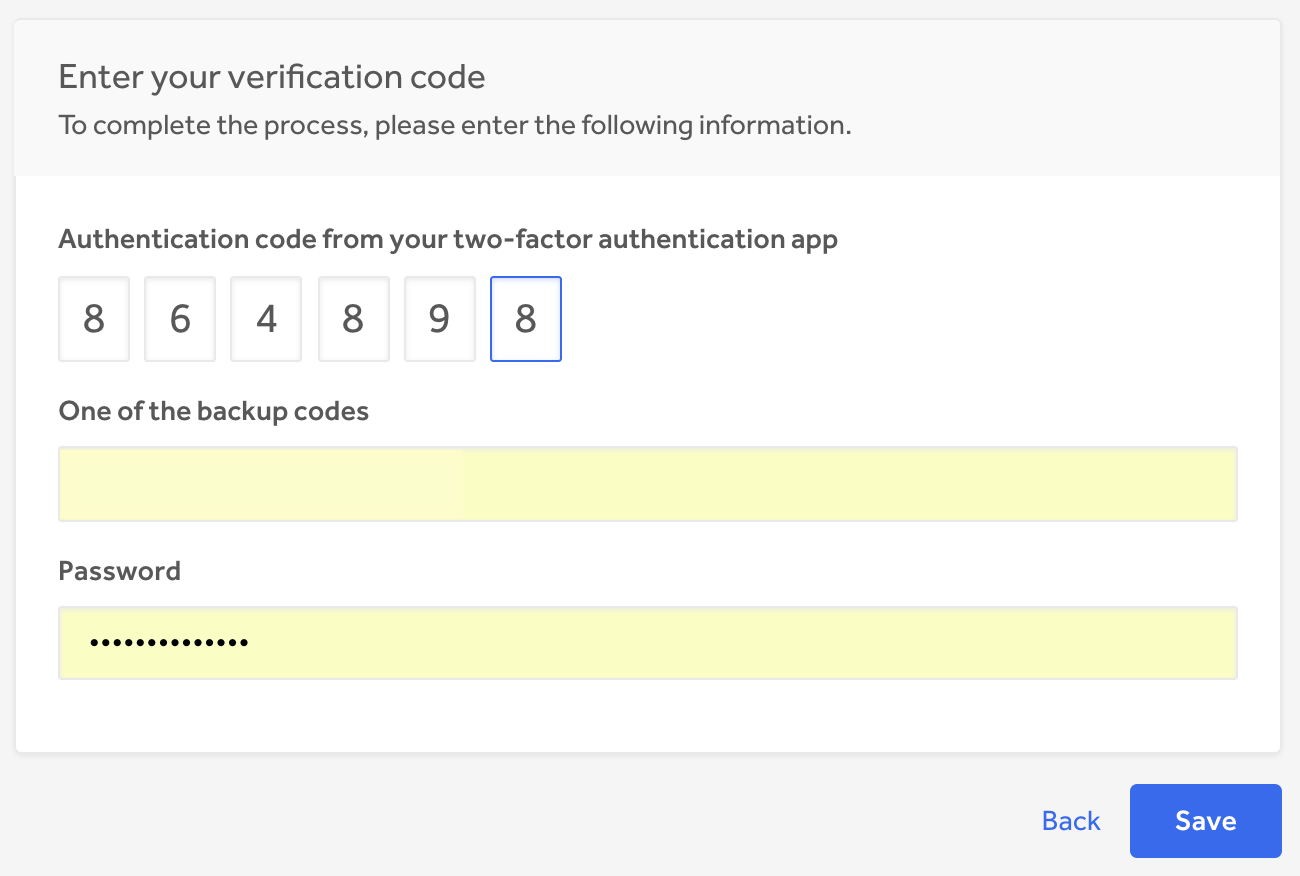 Enter your verification code
To complete the process, please enter the following information.
Authentication code from your two-factor authentication app
8 6 4 8 9 8
One of the backup codes
Password
••••••••••••••
Back Save